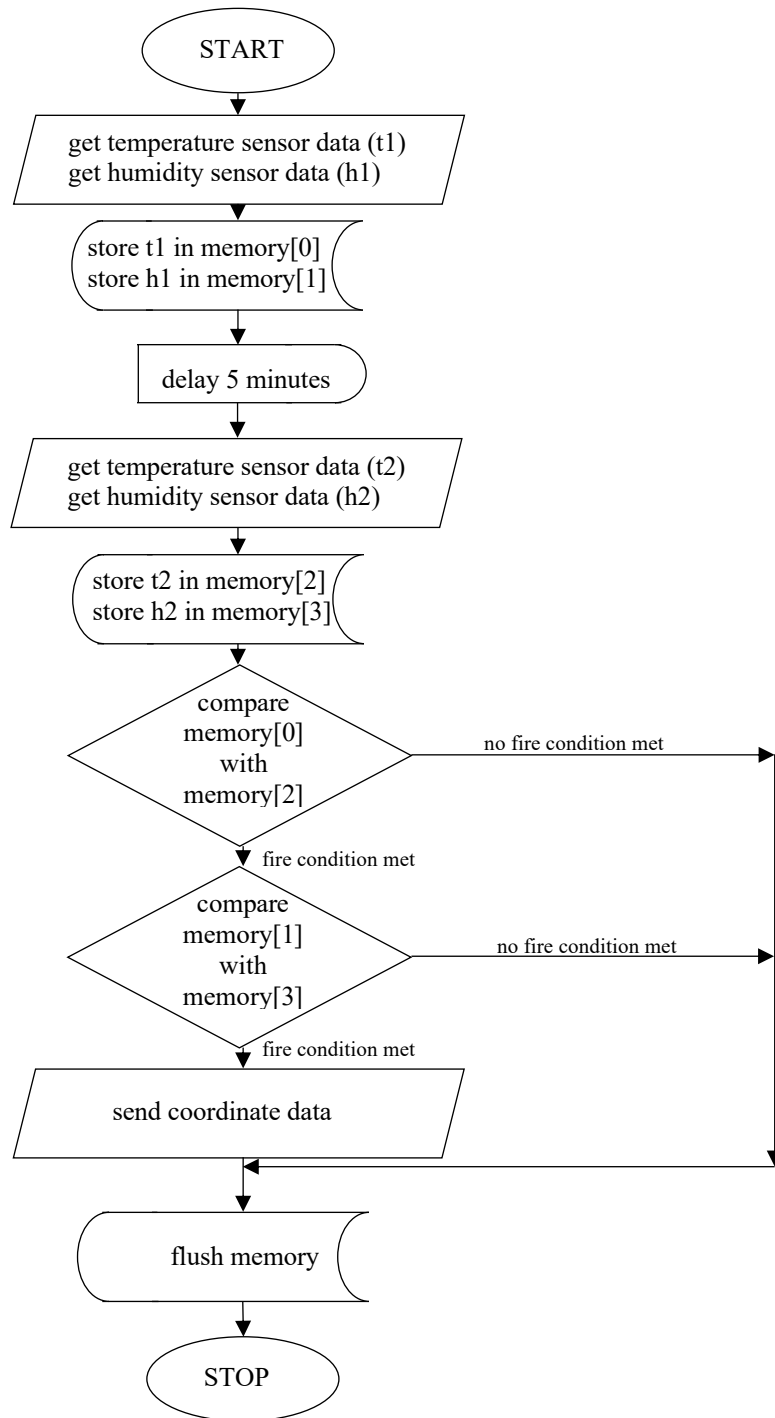 START
get temperature sensor data (t1)
get humidity sensor data (h1)
store t1 in memory[0]
store h1 in memory[1]
delay 5 minutes
get temperature sensor data (t2)
get humidity sensor data (h2)
store t2 in memory[2]
store h2 in memory[3]
compare
memory[0]
with
memory[2]
no fire condition met
fire condition met
compare
memory[1]
with
memory[3]
no fire condition met
fire condition met
send coordinate data
flush memory
STOP